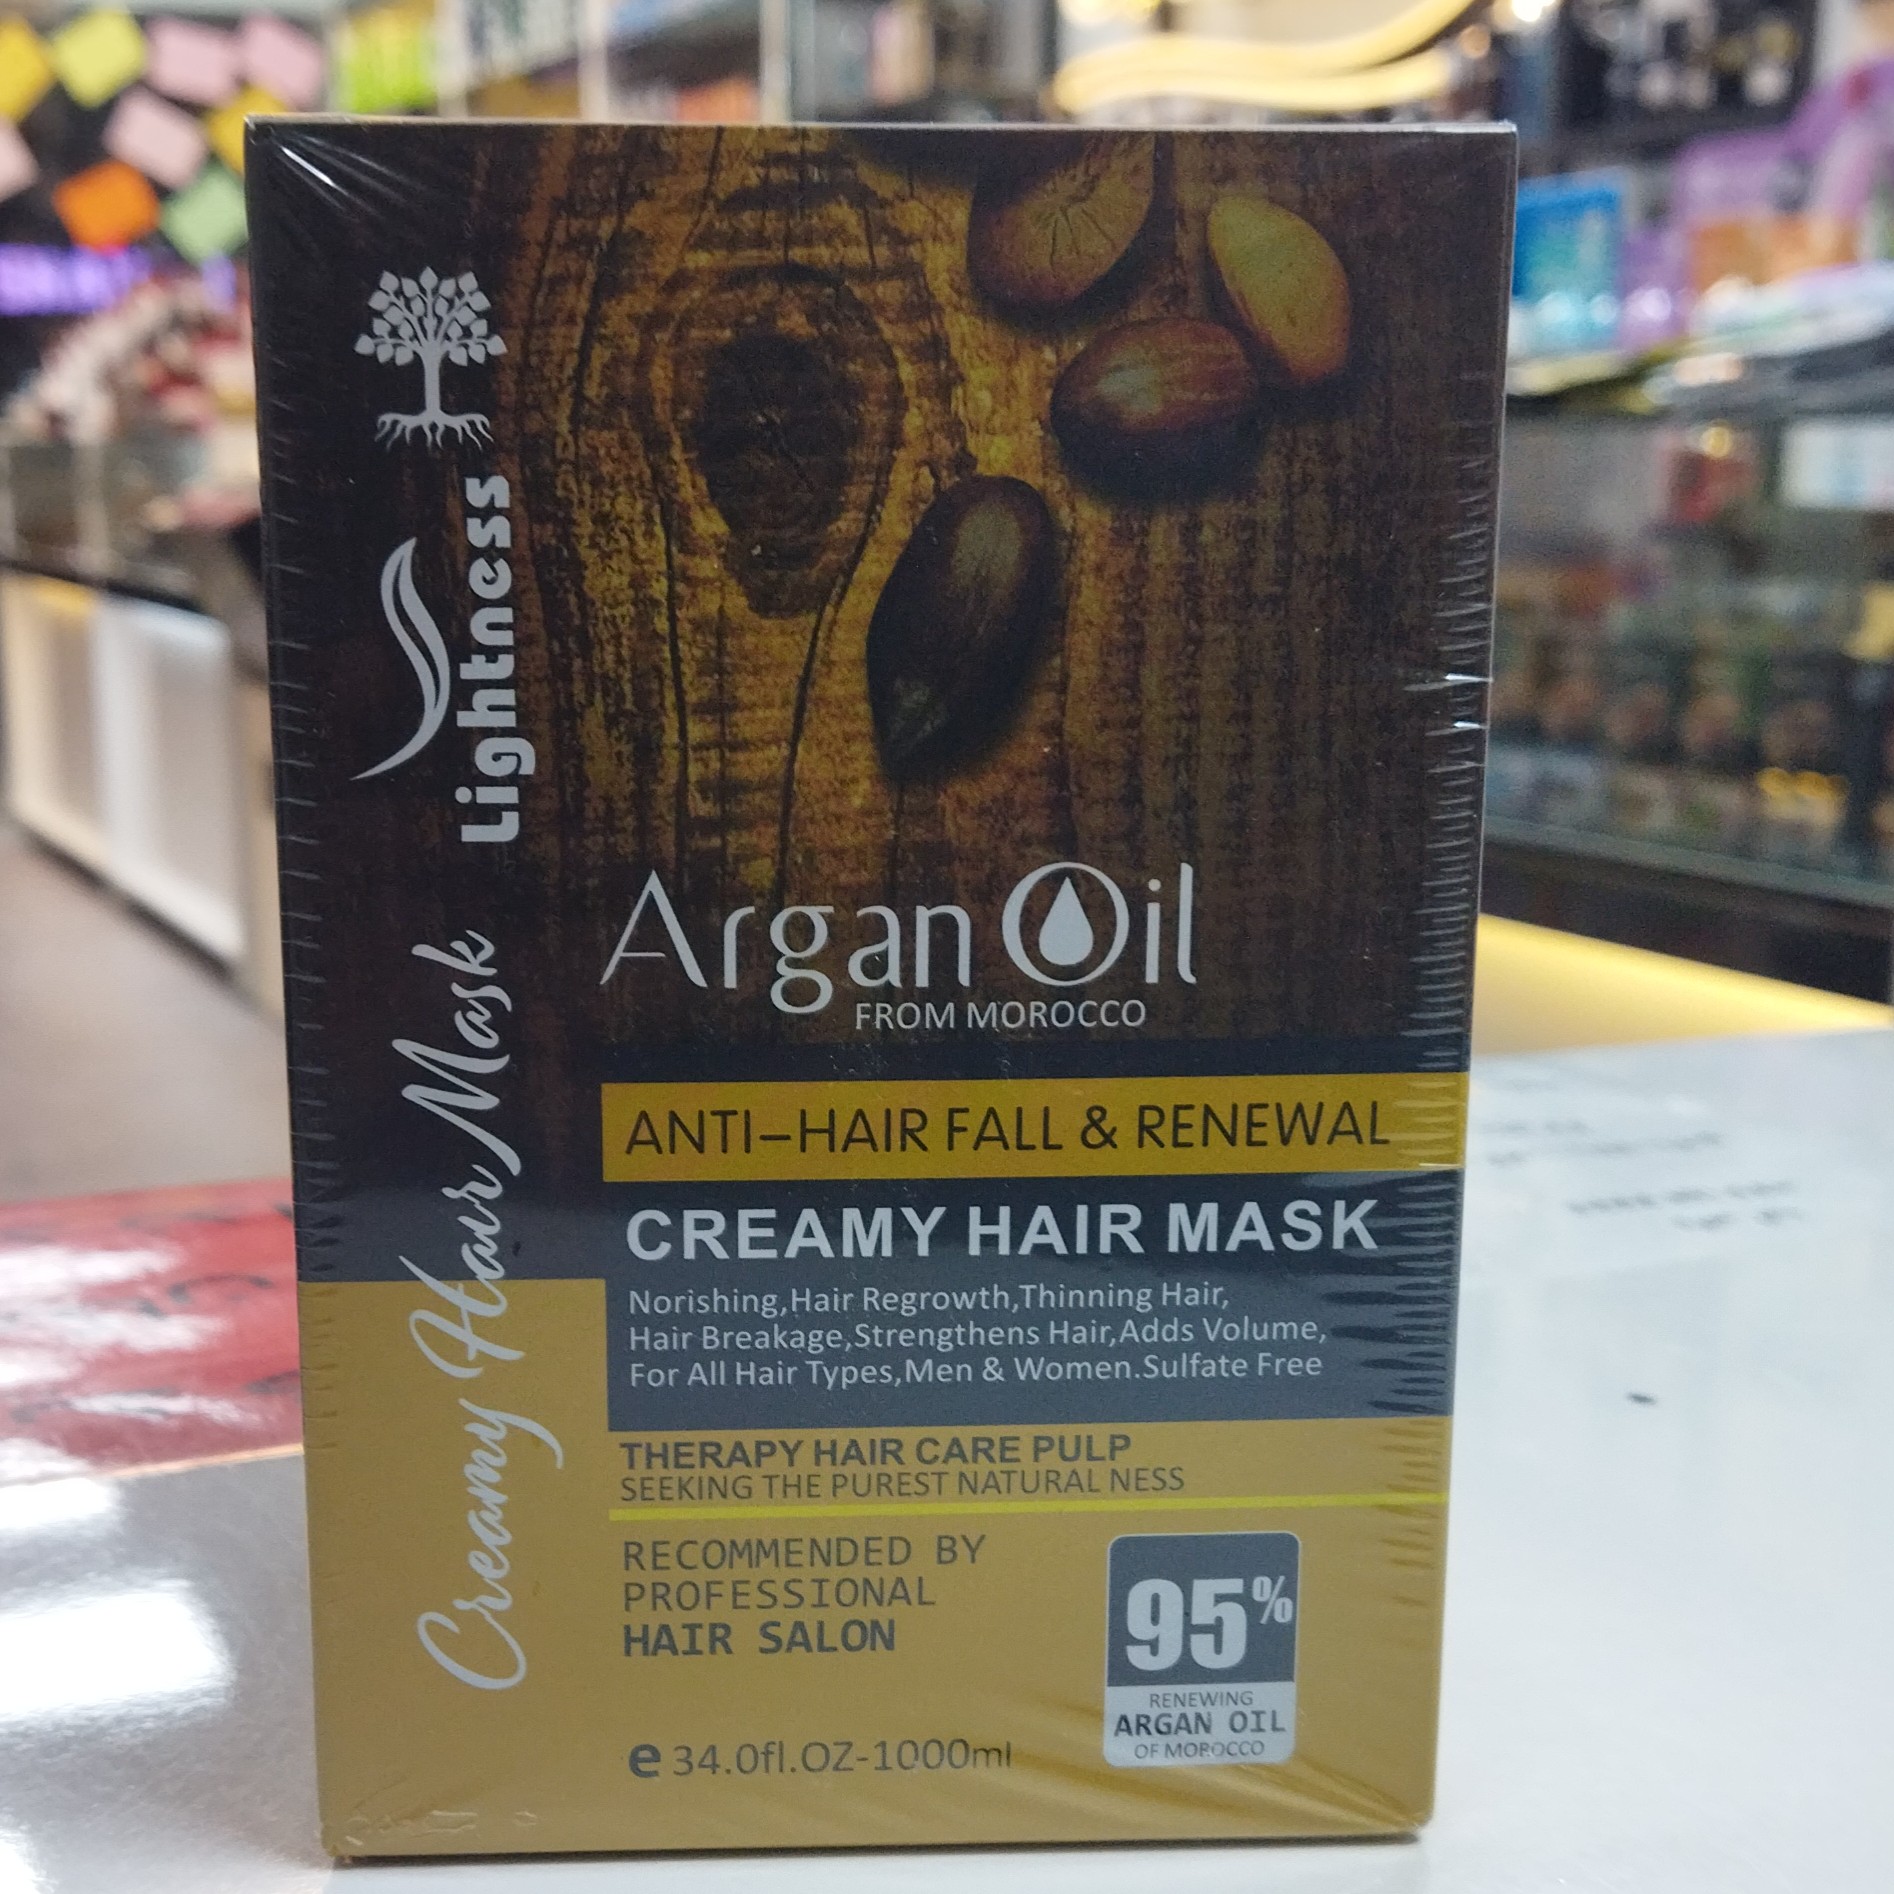 Lightness
Creamy Hair Mask
Argan Oil
FROM MOROCCO
ANTI-HAIR FALL & RENEWAL
CREAMY HAIR MASK
Norishing,Hair Regrowth,Thinning Hair,
Hair Breakage,Strengthens Hair,Adds Volume,
For All Hair Types,Men & Women.Sulfate Free
THERAPY HAIR CARE PULP
SEEKING THE PUREST NATURAL NESS
RECOMMENDED BY
PROFESSIONAL
HAIR SALON
95%
RENEWING
ARGAN OIL
OF MOROCCO
e 34.0fl.OZ-1000ml